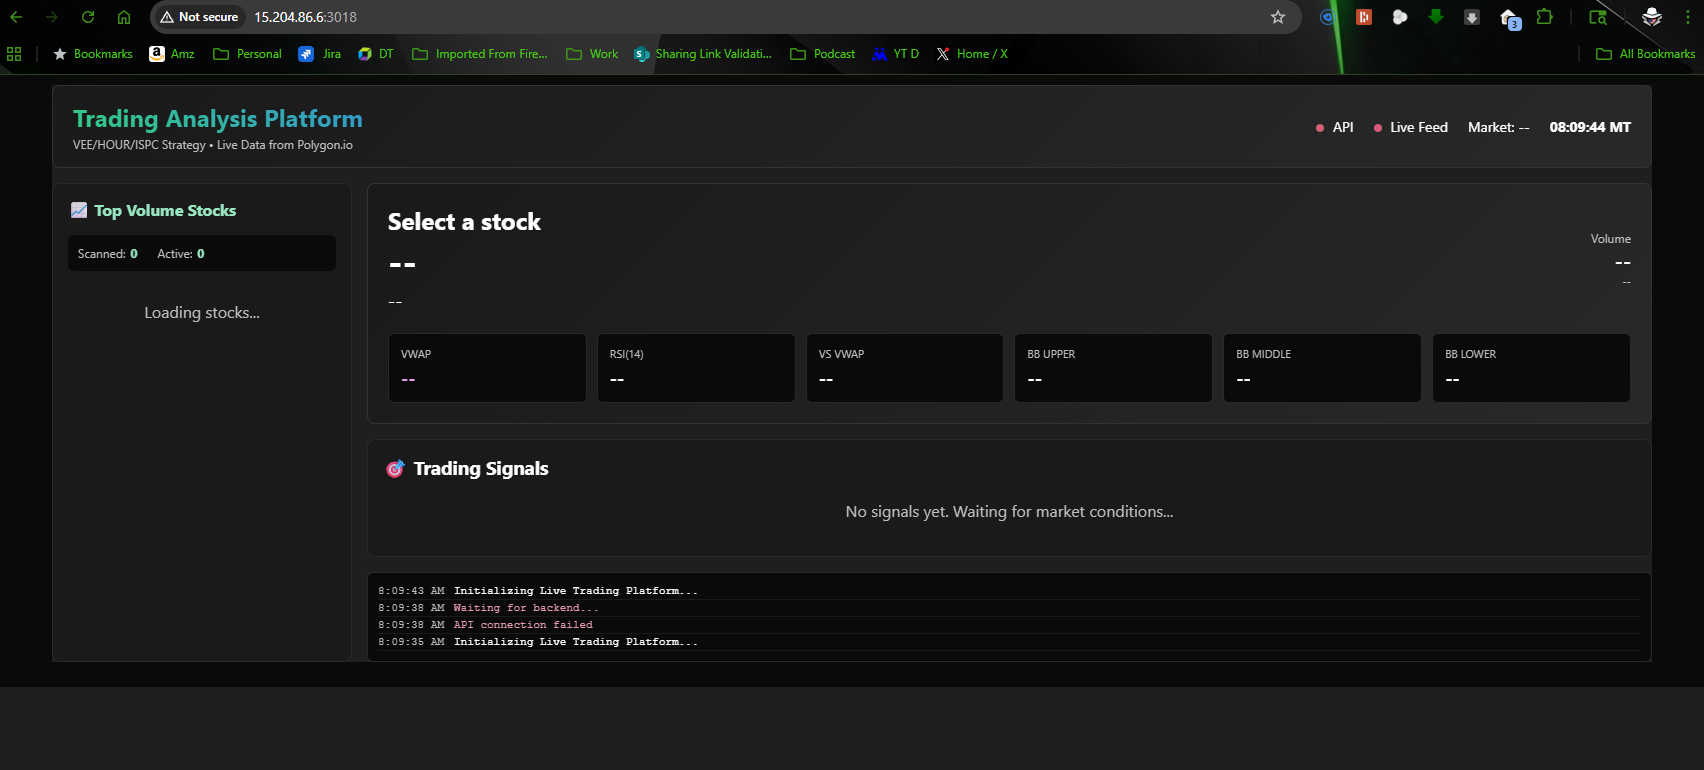 Not secure 15.204.86.6:3018
3
Bookmarks Amz Personal Jira DT Imported From Fire... Work Sharing Link Validati... Podcast YT D Home / X All Bookmarks
Trading Analysis Platform
VEE/HOUR/ISPC Strategy • Live Data from Polygon.io
API Live Feed Market: -- 08:09:44 MT
Top Volume Stocks
Scanned: 0 Active: 0
Loading stocks...
Select a stock
--
--
Volume
--
--
VWAP
--
RSI(14)
--
VS VWAP
--
BB UPPER
--
BB MIDDLE
--
BB LOWER
--
Trading Signals
No signals yet. Waiting for market conditions...
8:09:43 AM Initializing Live Trading Platform...
8:09:38 AM Waiting for backend...
8:09:38 AM API connection failed
8:09:35 AM Initializing Live Trading Platform...